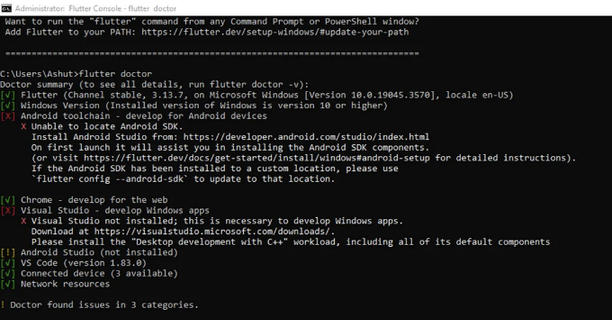 Administrator: Flutter Console - flutter doctor
Want to run the "flutter" command from any Command Prompt or PowerShell window?
Add Flutter to your PATH: https://flutter.dev/setup-windows/#update-your-path
================================================================================
C:\Users\Ashut>flutter doctor
Doctor summary (to see all details, run flutter doctor -v):
[√] Flutter (Channel stable, 3.13.7, on Microsoft Windows [Version 10.0.19045.3570], locale en-US)
[√] Windows Version (Installed version of Windows is version 10 or higher)
[X] Android toolchain - develop for Android devices
X Unable to locate Android SDK.
Install Android Studio from: https://developer.android.com/studio/index.html
On first launch it will assist you in installing the Android SDK components.
(or visit https://flutter.dev/docs/get-started/install/windows#android-setup for detailed instructions).
If the Android SDK has been installed to a custom location, please use
`flutter config --android-sdk` to update to that location.
[√] Chrome - develop for the web
[X] Visual Studio - develop Windows apps
X Visual Studio not installed; this is necessary to develop Windows apps.
Download at https://visualstudio.microsoft.com/downloads/.
Please install the "Desktop development with C++" workload, including all of its default components
[!] Android Studio (not installed)
[√] VS Code (version 1.83.0)
[√] Connected device (3 available)
[√] Network resources
! Doctor found issues in 3 categories.